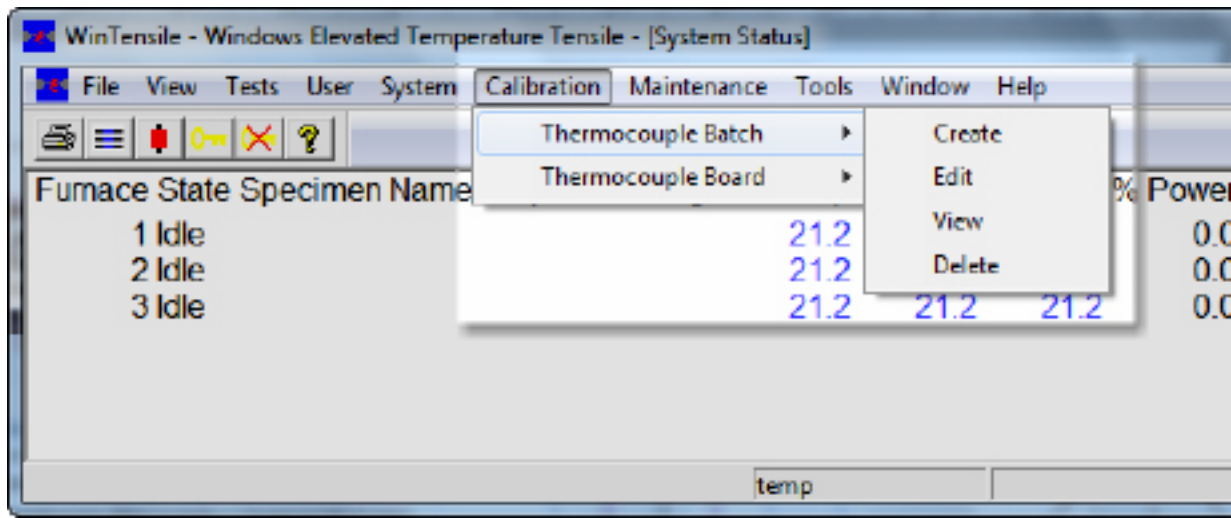 WinTensile - Windows Elevated Temperature Tensile - [System Status]
File View Tests User System Calibration Maintenance Tools Window Help
Thermocouple Batch Create
Thermocouple Board Edit
View
Delete
Furnace State Specimen Name % Power
1 Idle 21.2 0.0
2 Idle 21.2 0.0
3 Idle 21.2 21.2 21.2 0.0
temp